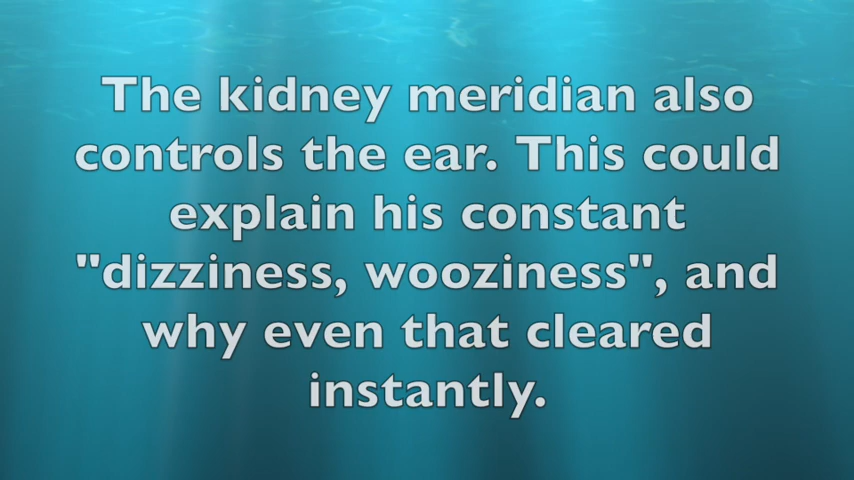 The kidney meridian also
controls the ear. This could
explain his constant
"dizziness, wooziness", and
why even that cleared
instantly.